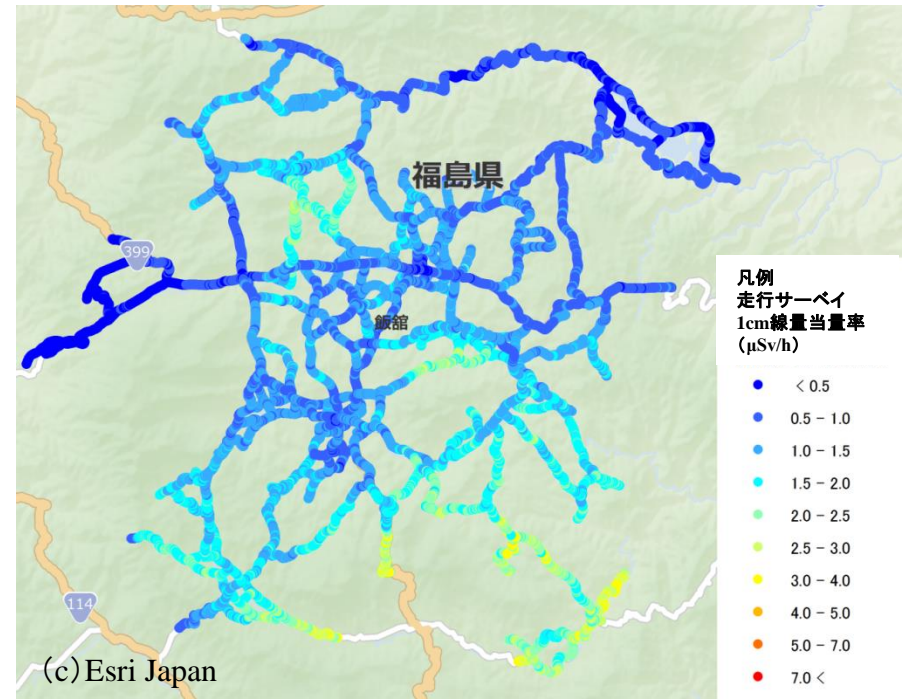 福島県
399
飯舘
114
(c)Esri Japan
凡例
走行サーベイ
1cm線量当量率
(μSv/h)
< 0.5
0.5 - 1.0
1.0 - 1.5
1.5 - 2.0
2.0 - 2.5
2.5 - 3.0
3.0 - 4.0
4.0 - 5.0
5.0 - 7.0
7.0 <